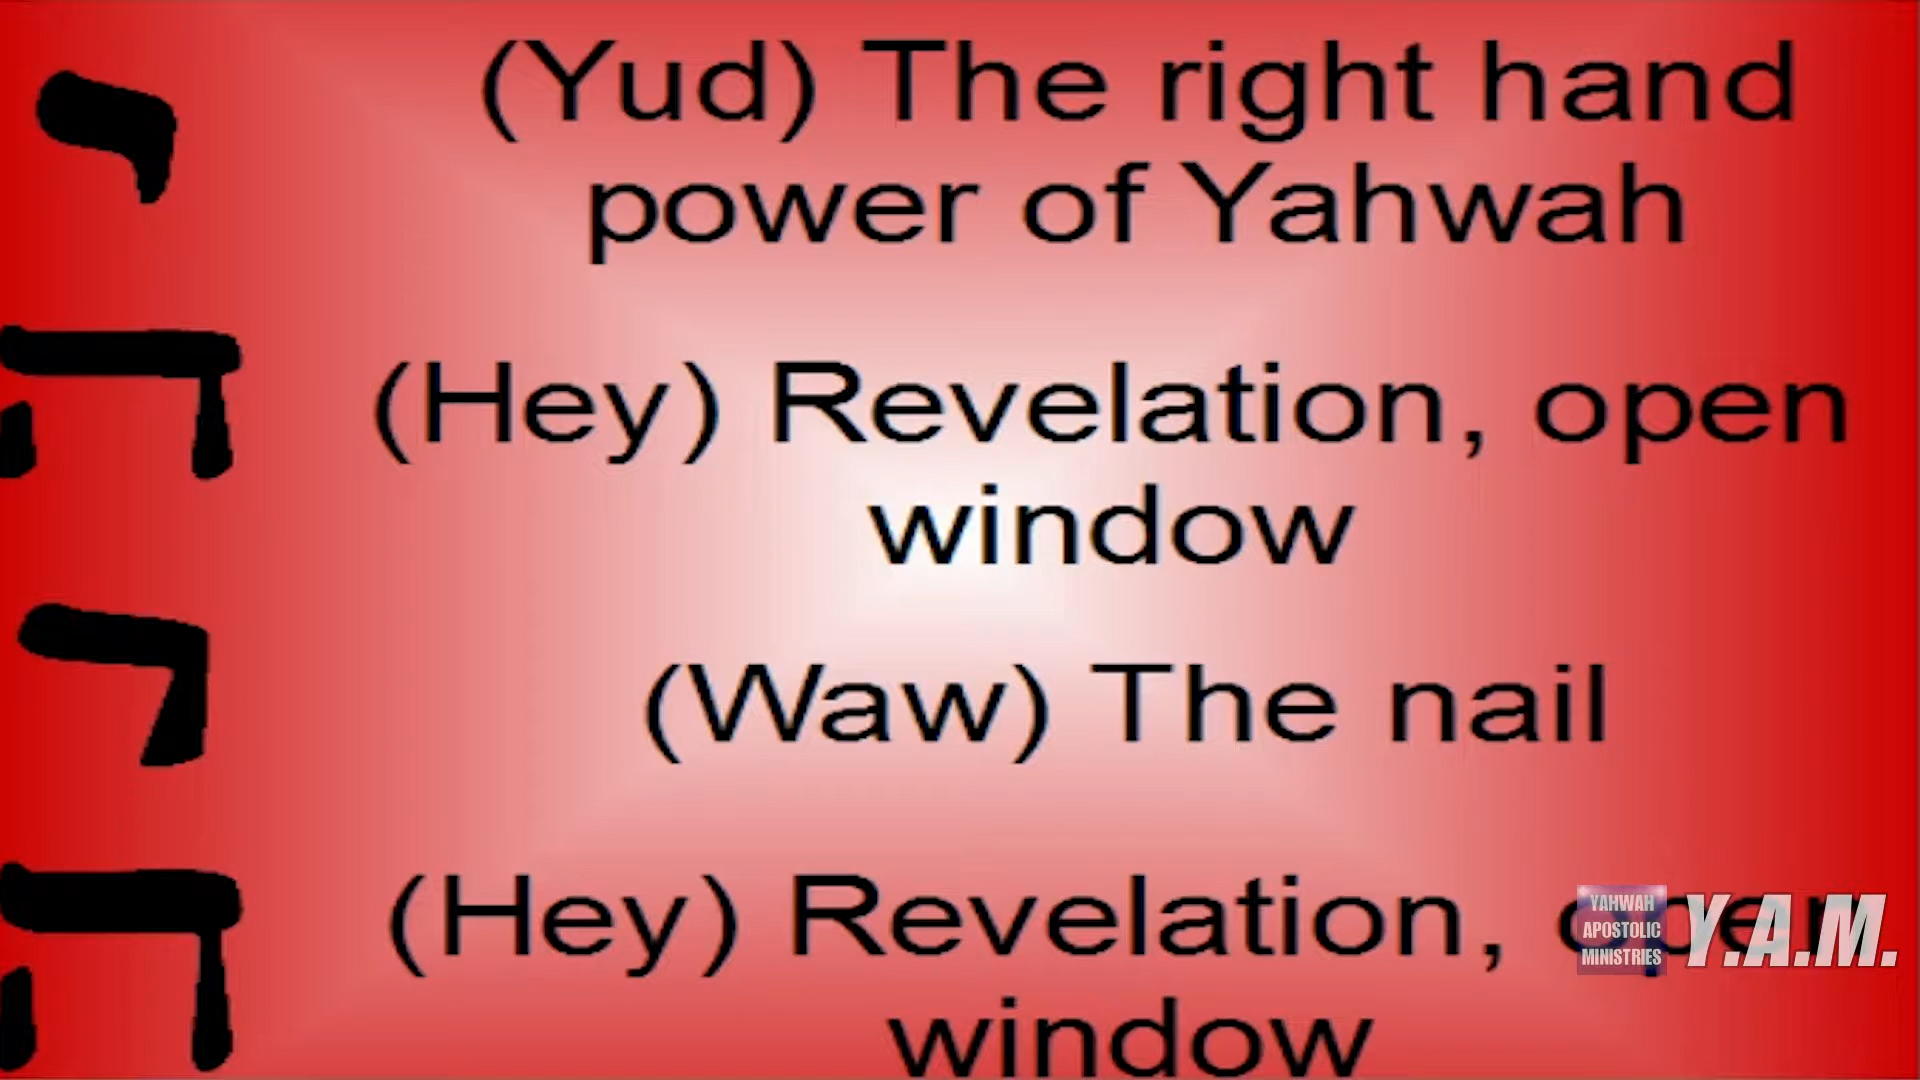 י (Yud) The right hand
power of Yahwah
ה (Hey) Revelation, open
window
ו (Waw) The nail
ה (Hey) Revelation, open
window
YAHWAH
APOSTOLIC
MINISTRIES
Y.A.M.